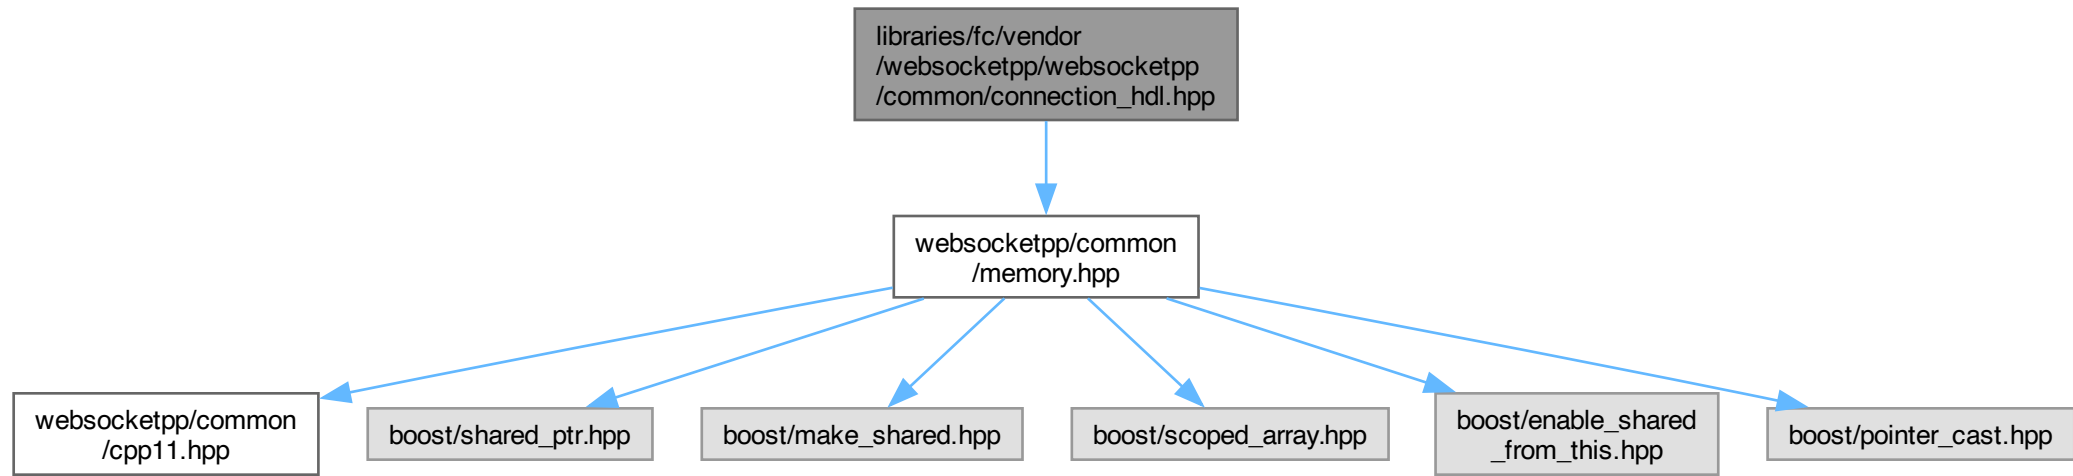 libraries/fc/vendor
/websocketpp/websocketpp
/common/connection_hdl.hpp
websocketpp/common
/memory.hpp
websocketpp/common
/cpp11.hpp
boost/shared_ptr.hpp
boost/make_shared.hpp
boost/scoped_array.hpp
boost/enable_shared
_from_this.hpp
boost/pointer_cast.hpp